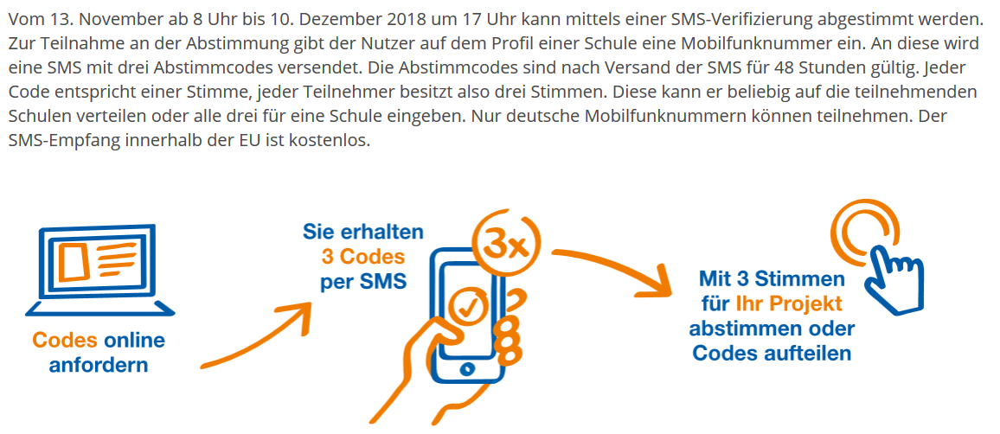 Vom 13. November ab 8 Uhr bis 10. Dezember 2018 um 17 Uhr kann mittels einer SMS-Verifizierung abgestimmt werden.
Zur Teilnahme an der Abstimmung gibt der Nutzer auf dem Profil einer Schule eine Mobilfunknummer ein. An diese wird
eine SMS mit drei Abstimmcodes versendet. Die Abstimmcodes sind nach Versand der SMS für 48 Stunden gültig. Jeder
Code entspricht einer Stimme, jeder Teilnehmer besitzt also drei Stimmen. Diese kann er beliebig auf die teilnehmenden
Schulen verteilen oder alle drei für eine Schule eingeben. Nur deutsche Mobilfunknummern können teilnehmen. Der
SMS-Empfang innerhalb der EU ist kostenlos.
Codes online
anfordern
Sie erhalten
3 Codes
per SMS
3x
Mit 3 Stimmen
für Ihr Projekt
abstimmen oder
Codes aufteilen